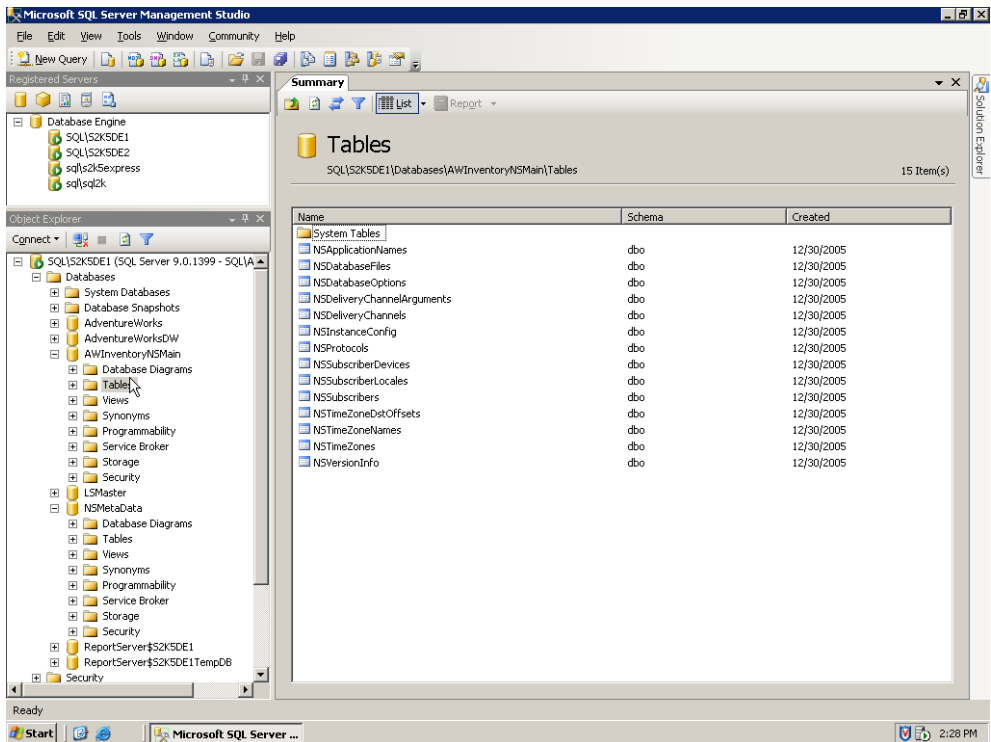 Microsoft SQL Server Management Studio
File Edit View Tools Window Community Help
New Query
Registered Servers
Database Engine
SQL\S2K5DE1
SQL\S2K5DE2
sql\s2k5express
sql\sql2k
Object Explorer
Connect
SQL\S2K5DE1 (SQL Server 9.0.1399 - SQL\A
Databases
System Databases
Database Snapshots
AdventureWorks
AdventureWorksDW
AWInventoryNSMain
Database Diagrams
Tables
Views
Synonyms
Programmability
Service Broker
Storage
Security
LSMaster
NSMetaData
Database Diagrams
Tables
Views
Synonyms
Programmability
Service Broker
Storage
Security
ReportServer$S2K5DE1
ReportServer$S2K5DE1TempDB
Security
Summary
List Report
Tables
SQL\S2K5DE1\Databases\AWInventoryNSMain\Tables 15 Item(s)
Name Schema Created
System Tables
NSApplicationNames dbo 12/30/2005
NSDatabaseFiles dbo 12/30/2005
NSDatabaseOptions dbo 12/30/2005
NSDeliveryChannelArguments dbo 12/30/2005
NSDeliveryChannels dbo 12/30/2005
NSInstanceConfig dbo 12/30/2005
NSProtocols dbo 12/30/2005
NSSubscriberDevices dbo 12/30/2005
NSSubscriberLocales dbo 12/30/2005
NSSubscribers dbo 12/30/2005
NSTimeZoneDstOffsets dbo 12/30/2005
NSTimeZoneNames dbo 12/30/2005
NSTimeZones dbo 12/30/2005
NSVersionInfo dbo 12/30/2005
Solution Explorer
Ready
Start Microsoft SQL Server ... 2:28 PM